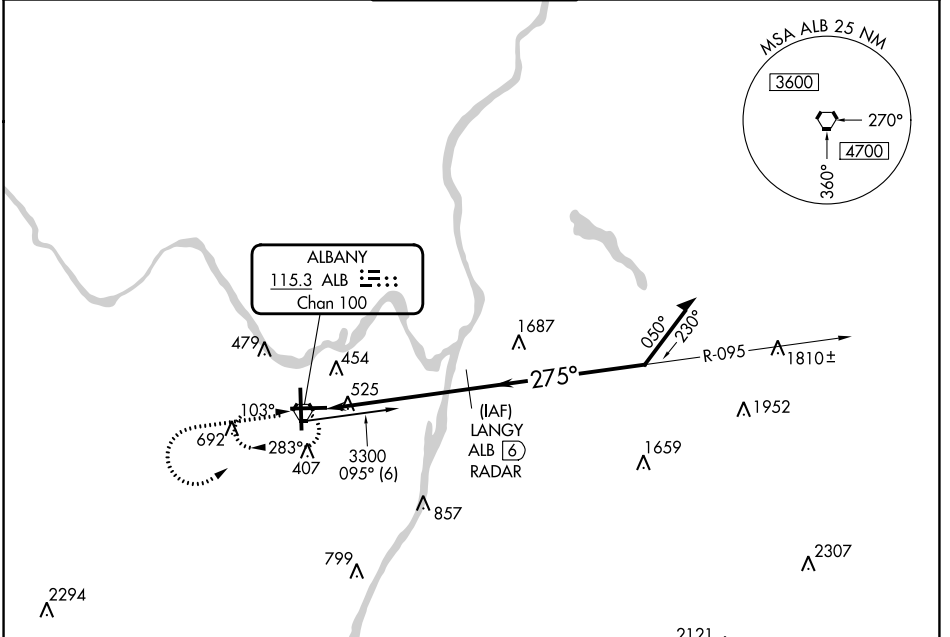 MSA ALB 25 NM
3600
270°
4700
360°
ALBANY
115.3 ALB
Chan 100
479
454
1687
050°
230°
R-095
1810±
525
275°
103°
692
283°
407
3300
095° (6)
(IAF)
LANGY
ALB 6
RADAR
1952
1659
857
799
2307
2294
2121